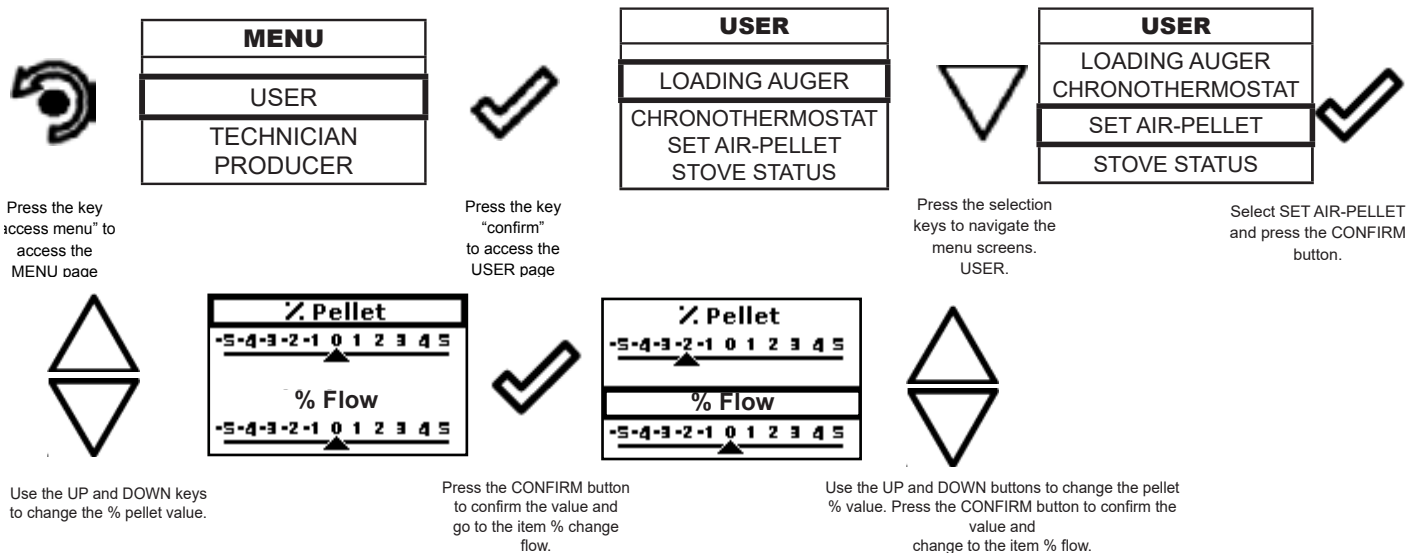 MENU
USER
TECHNICIAN
PRODUCER
USER
LOADING AUGER
CHRONOTHERMOSTAT
SET AIR-PELLET
STOVE STATUS
USER
LOADING AUGER
CHRONOTHERMOSTAT
SET AIR-PELLET
STOVE STATUS
Press the key
access menu” to
access the
MENU page
Press the key
“confirm”
to access the
USER page
Press the selection
keys to navigate the
menu screens.
USER.
Select SET AIR-PELLET
and press the CONFIRM
button.
% Pellet
-5-4-3-2-1 0 1 2 3 4 5
% Flow
-5-4-3-2-1 0 1 2 3 4 5
% Pellet
-5-4-3-2-1 0 1 2 3 4 5
% Flow
-5-4-3-2-1 0 1 2 3 4 5
Use the UP and DOWN keys
to change the % pellet value.
Press the CONFIRM button
to confirm the value and
go to the item % change
flow.
Use the UP and DOWN buttons to change the pellet
% value. Press the CONFIRM button to confirm the
value and
change to the item % flow.